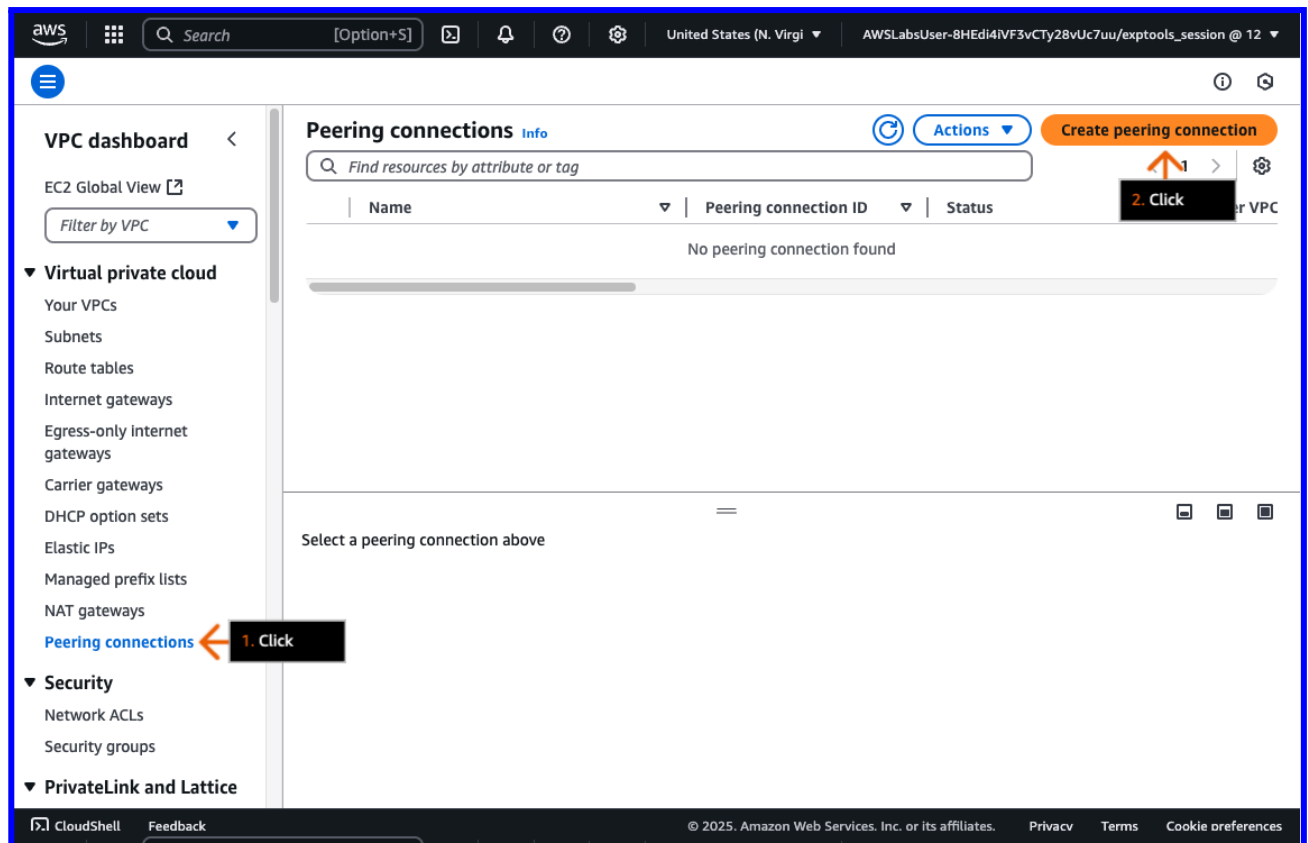 aws
Search [Option+S] United States (N. Virgi ▼ AWSLabsUser-8HEdi4iVF3vCTy28vUc7uu/exptools_session @ 12 ▼
VPC dashboard
EC2 Global View
Filter by VPC
Virtual private cloud
Your VPCs
Subnets
Route tables
Internet gateways
Egress-only internet
gateways
Carrier gateways
DHCP option sets
Elastic IPs
Managed prefix lists
NAT gateways
Peering connections
1. Click
Security
Network ACLs
Security groups
PrivateLink and Lattice
Peering connections Info
Actions
Create peering connection
Find resources by attribute or tag
1
2. Click
Name Peering connection ID Status r VPC
No peering connection found
Select a peering connection above
CloudShell Feedback © 2025, Amazon Web Services, Inc. or its affiliates. Privacy Terms Cookie preferences